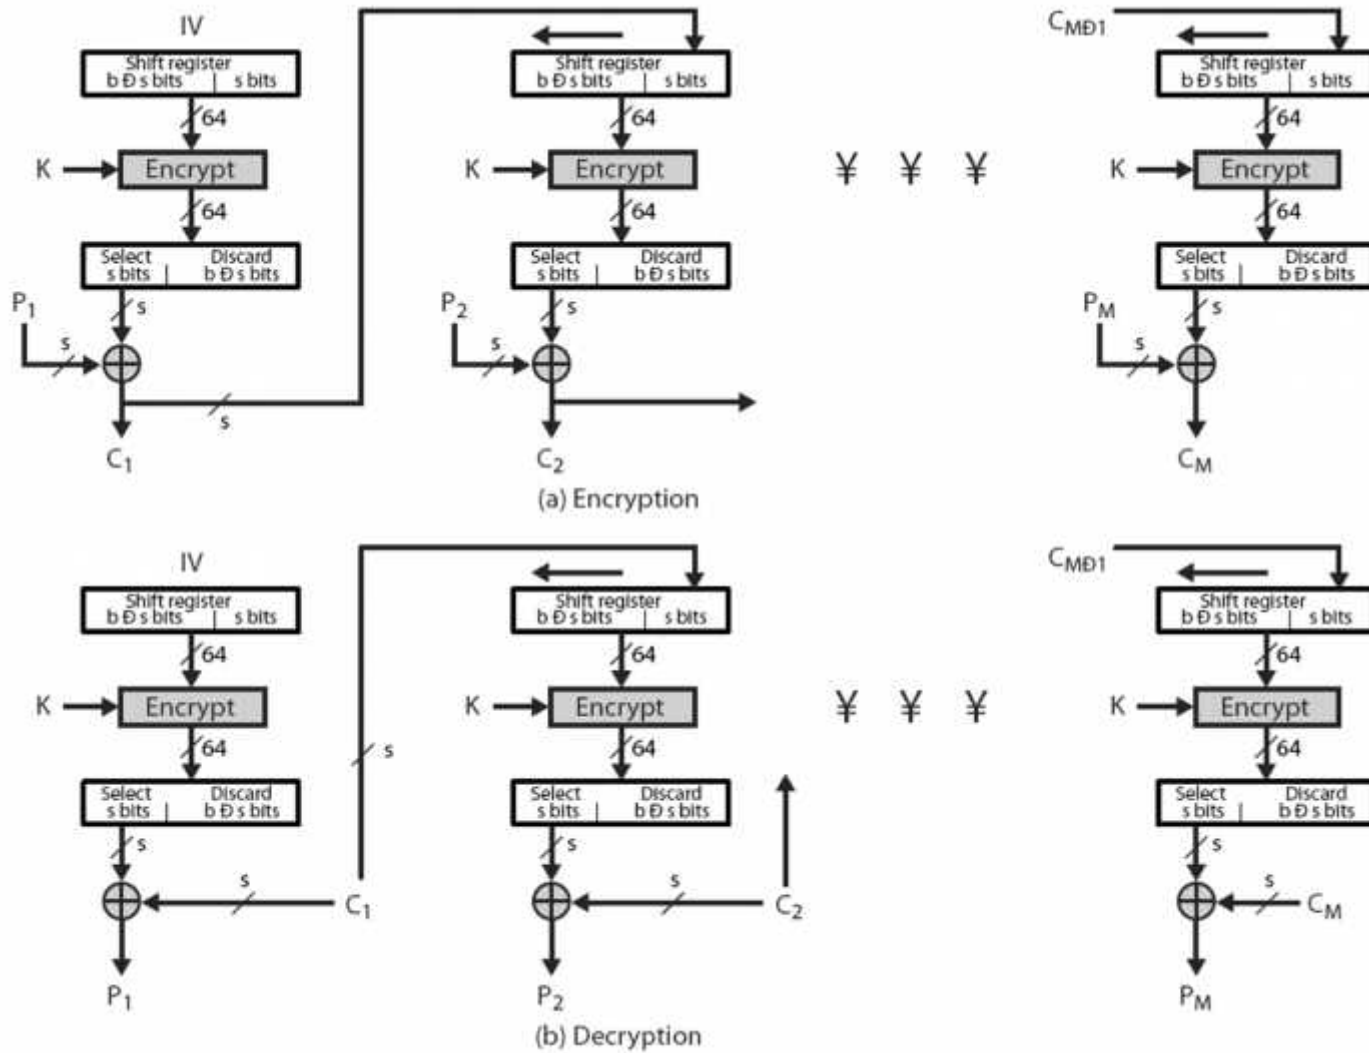 IV
C_MĐ1
Shift register
b Đ s bits | s bits
Shift register
b Đ s bits | s bits
Shift register
b Đ s bits | s bits
64
64
64
K
Encrypt
K
Encrypt
¥ ¥ ¥
K
Encrypt
64
64
64
Select
s bits | Discard
b Đ s bits
Select
s bits | Discard
b Đ s bits
Select
s bits | Discard
b Đ s bits
P1
s
P2
s
PM
s
s
s
s
s
C1
C2
CM
(a) Encryption
IV
C_MĐ1
Shift register
b Đ s bits | s bits
Shift register
b Đ s bits | s bits
Shift register
b Đ s bits | s bits
64
64
64
K
Encrypt
K
Encrypt
¥ ¥ ¥
K
Encrypt
64
s
64
64
Select
s bits | Discard
b Đ s bits
Select
s bits | Discard
b Đ s bits
Select
s bits | Discard
b Đ s bits
s
s
s
s
C1
s
C2
s
CM
P1
P2
PM
(b) Decryption